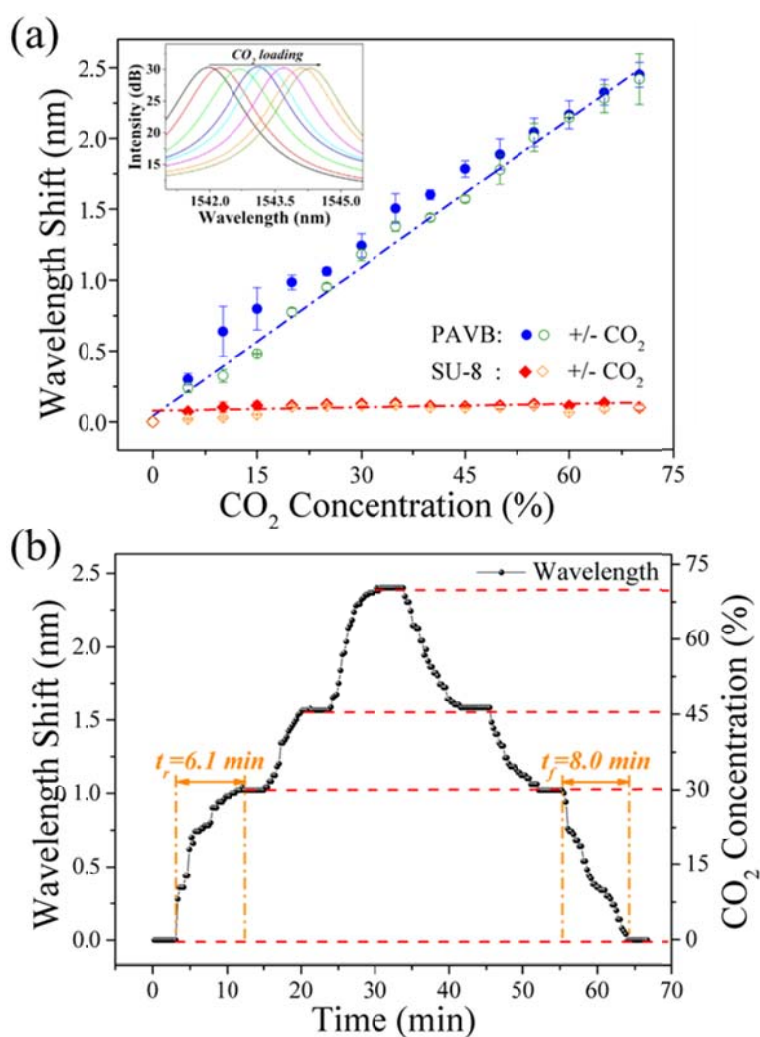 (a)
Wavelength Shift (nm)
2.5
2.0
1.5
1.0
0.5
0.0
Intensity (dB)
30
25
20
15
CO2 loading
1542.0 1543.5 1545.0
Wavelength (nm)
PAVB: +/- CO2
SU-8 : +/- CO2
0 15 30 45 60 75
CO2 Concentration (%)
(b)
Wavelength Shift (nm)
2.5
2.0
1.5
1.0
0.5
0.0
Wavelength
tr=6.1 min
tf=8.0 min
75
60
45
30
15
0
CO2 Concentration (%)
0 10 20 30 40 50 60 70
Time (min)